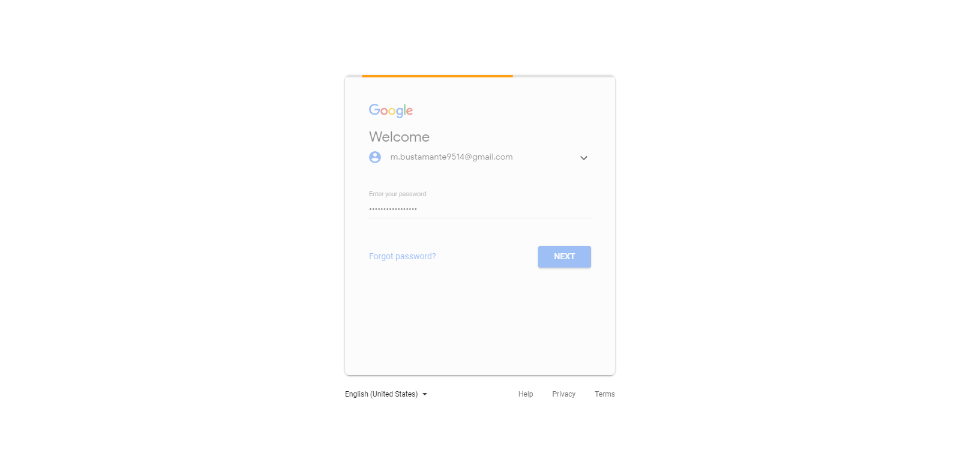 Google
Welcome
m.bustamante9514@gmail.com
Enter your password
•••••••••••••••••
Forgot password?
NEXT
English (United States)
Help Privacy Terms